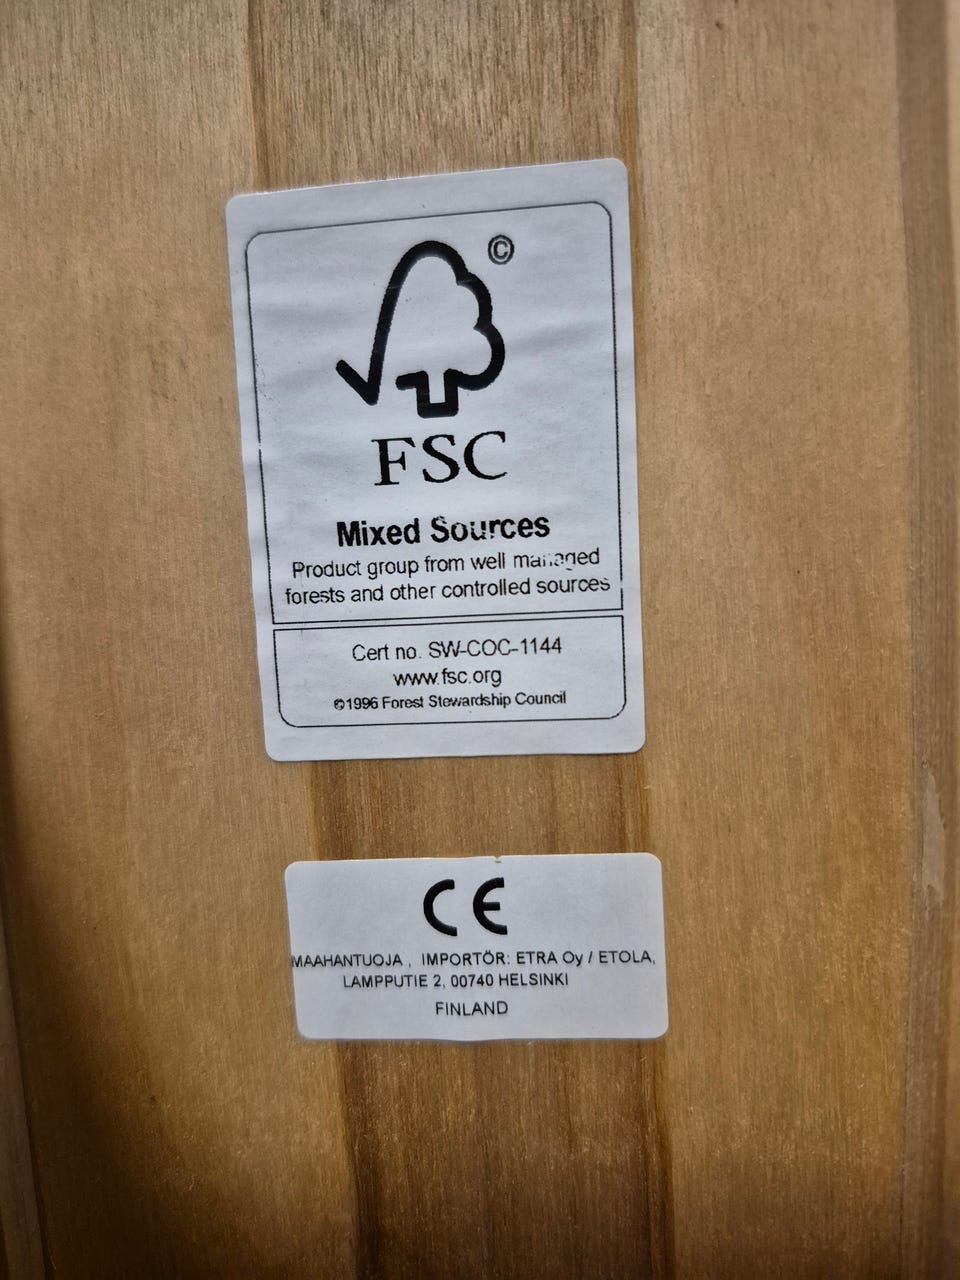 ©
FSC
Mixed Sources
Product group from well managed
forests and other controlled sources
Cert no. SW-COC-1144
www.fsc.org
©1996 Forest Stewardship Council
CE
MAAHANTUOJA , IMPORTÖR: ETRA Oy / ETOLA,
LAMPPUTIE 2, 00740 HELSINKI
FINLAND